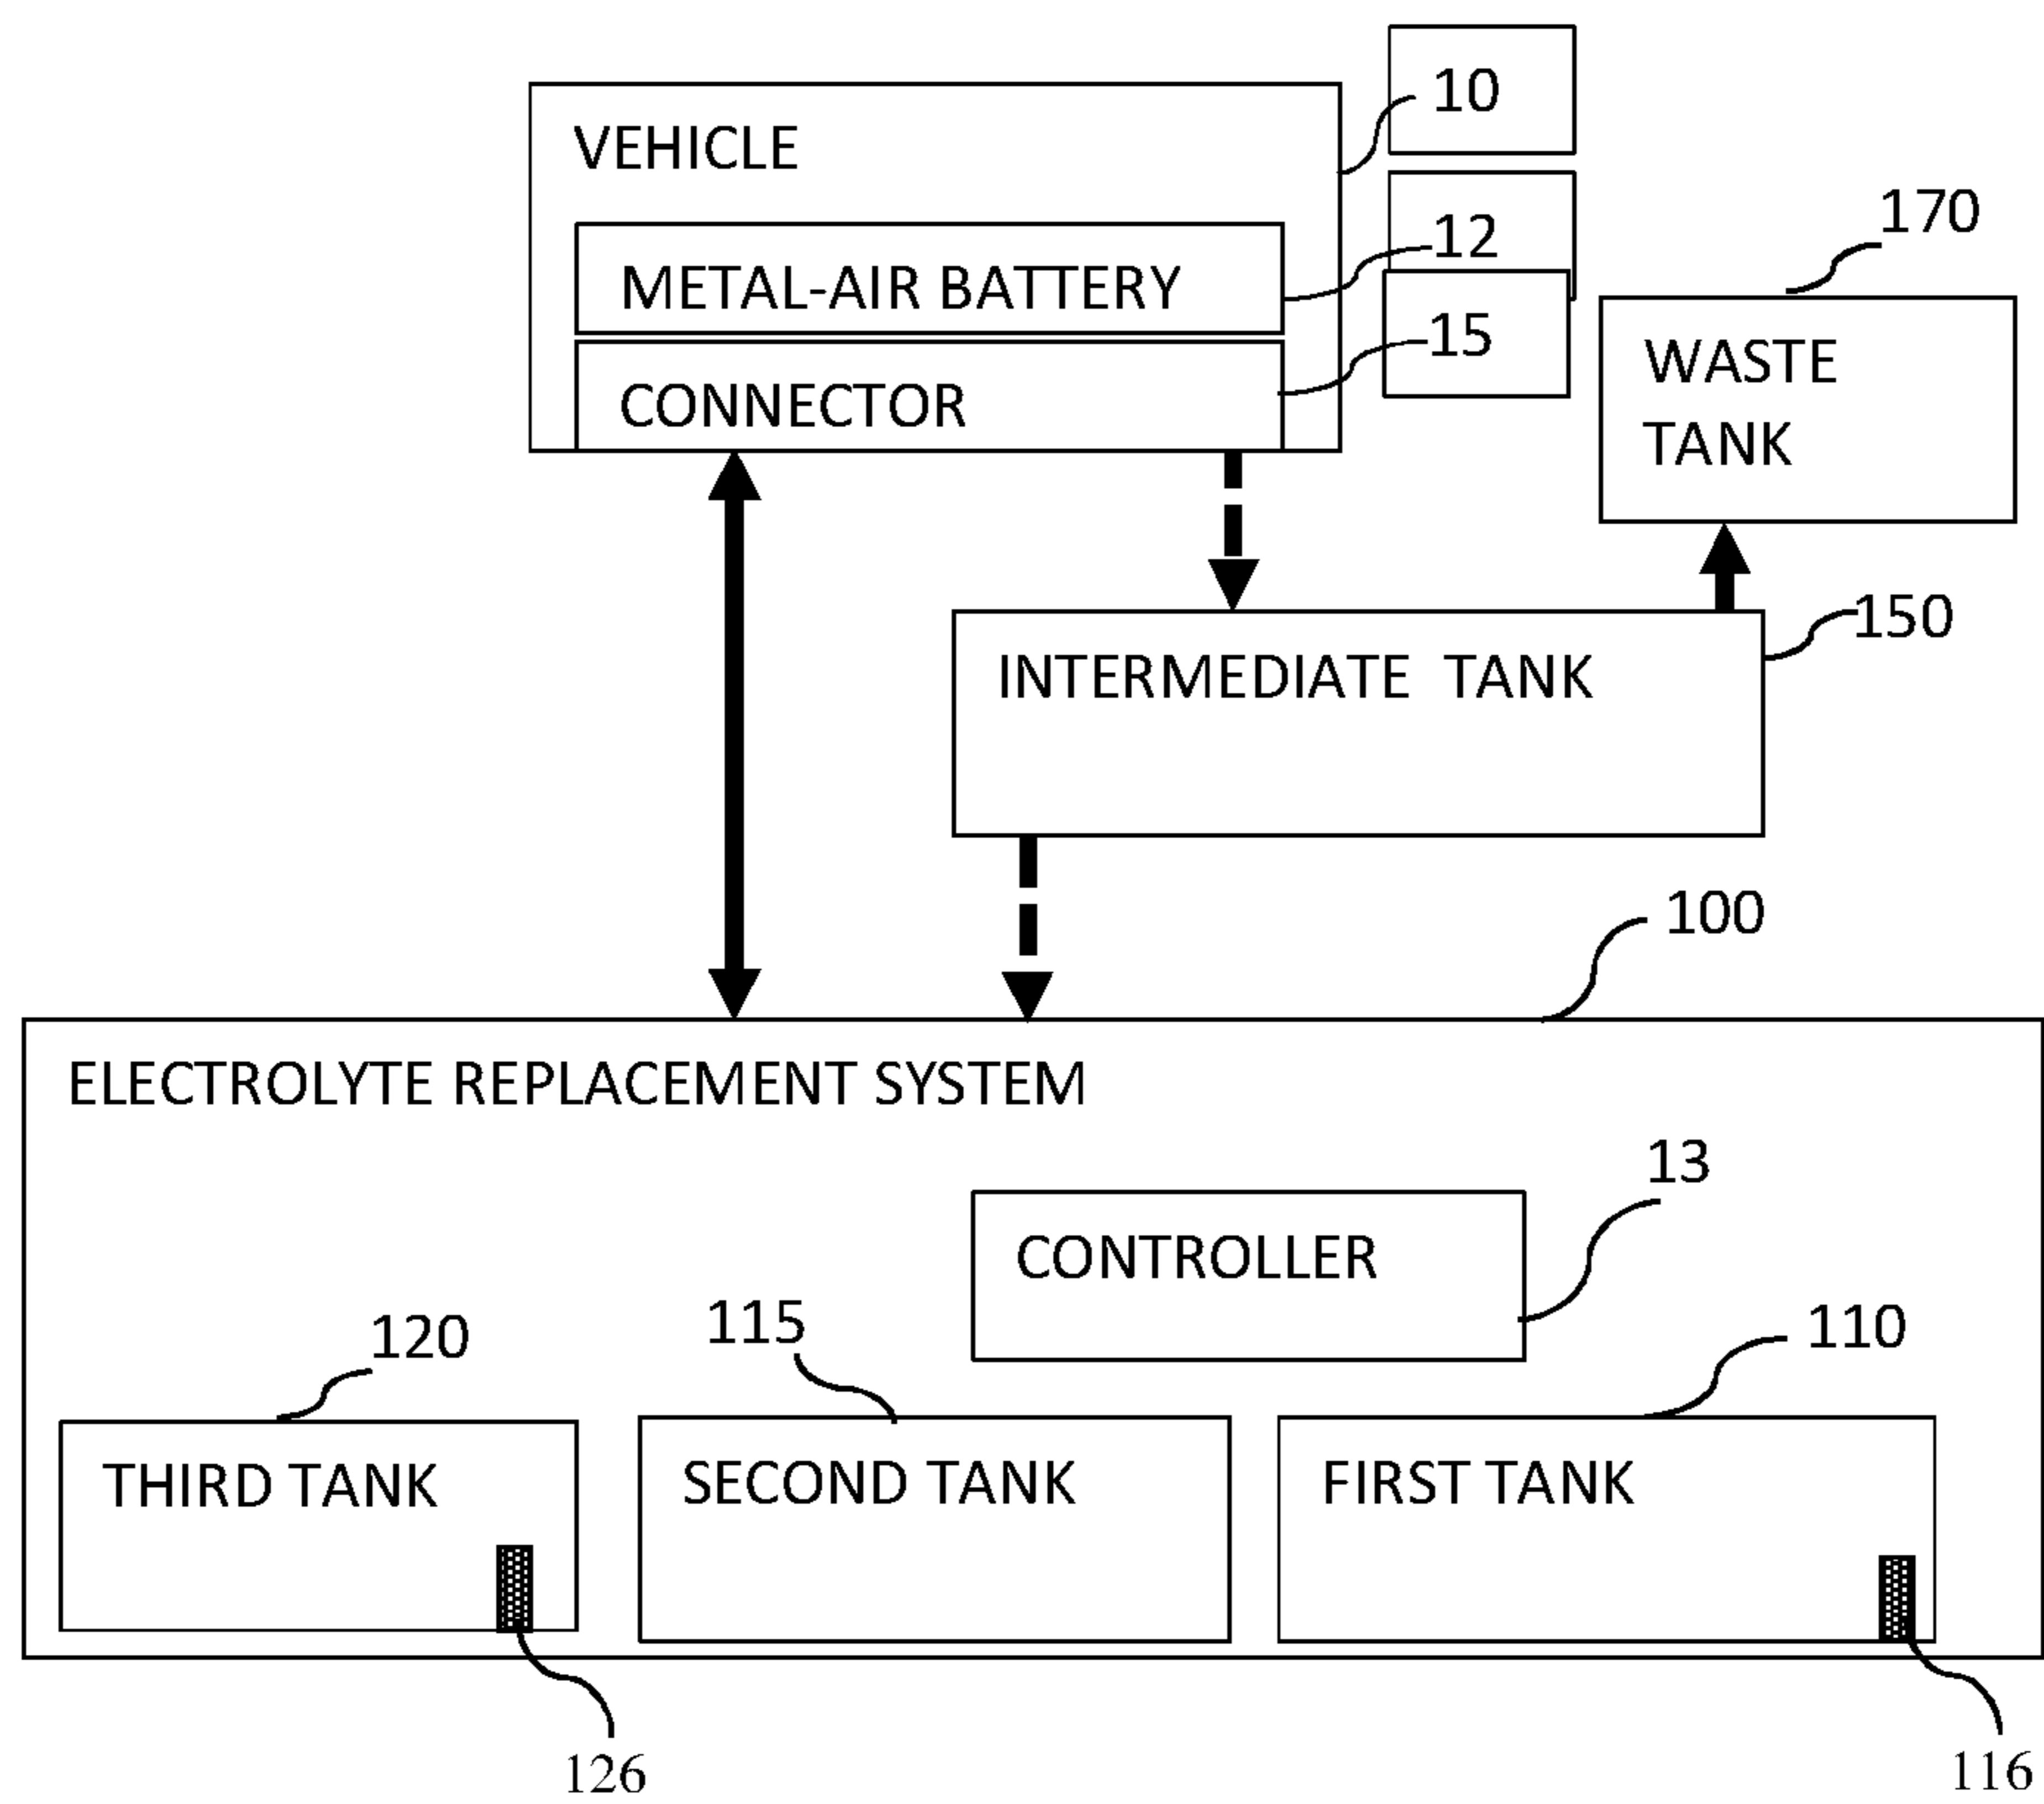 10
VEHICLE
12
170
METAL-AIR BATTERY
15
WASTE
TANK
CONNECTOR
150
INTERMEDIATE TANK
100
ELECTROLYTE REPLACEMENT SYSTEM
13
CONTROLLER
120
115
110
THIRD TANK
SECOND TANK
FIRST TANK
126
116